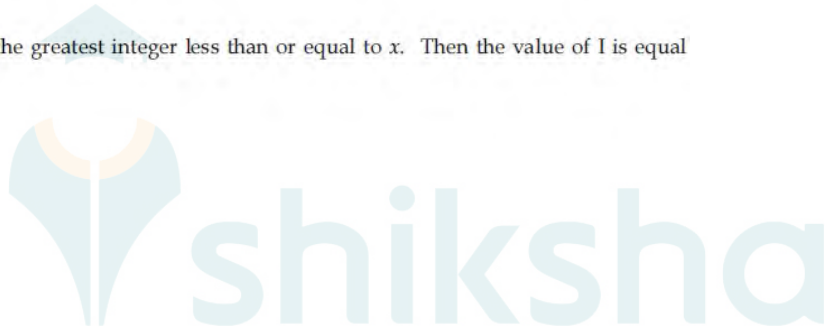 he greatest integer less than or equal to x. Then the value of I is equal
shiksha